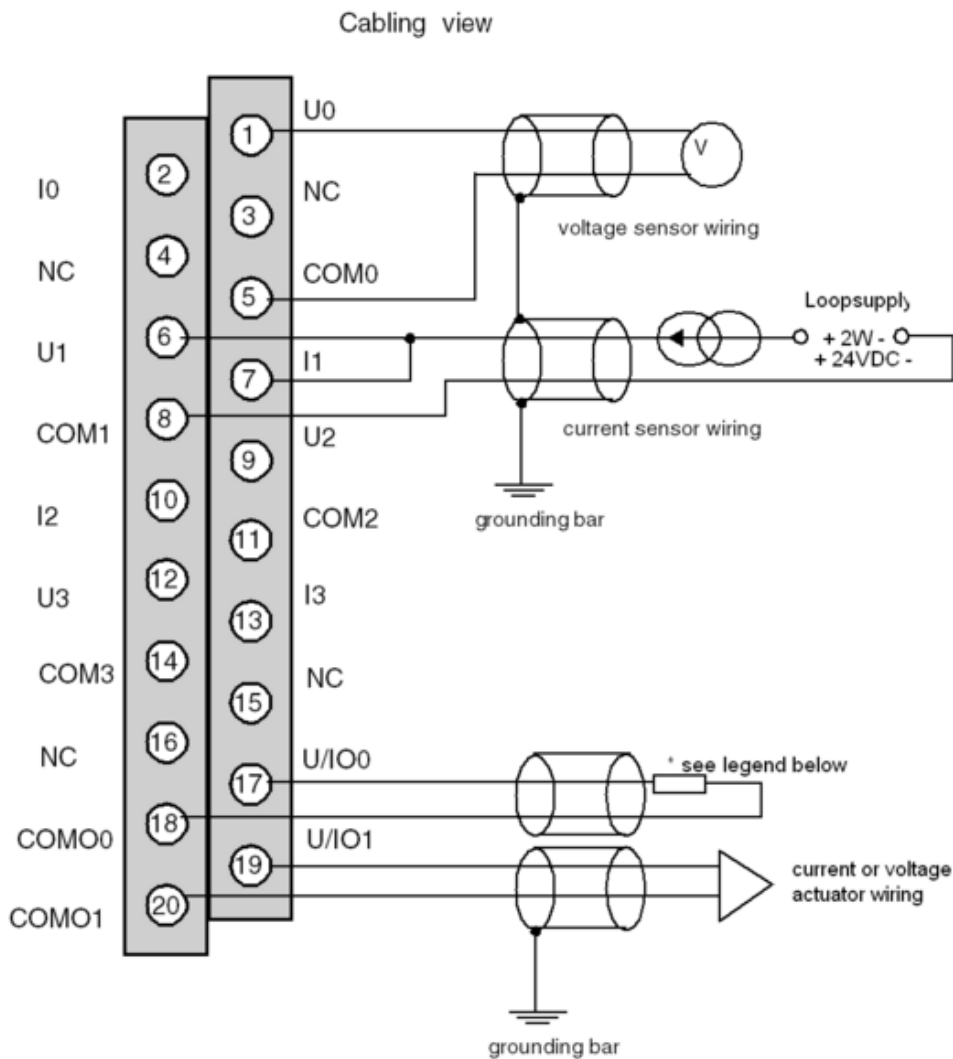 Cabling view
U0
1
2
I0
NC
3
voltage sensor wiring
4
NC
COM0
5
Loopsupply
6
U1
+ 2W -
+ 24VDC -
I1
7
8
COM1
U2
current sensor wiring
9
10
I2
grounding bar
COM2
11
12
U3
I3
13
14
COM3
NC
15
16
NC
U/IO0
* see legend below
17
18
COMO0
U/IO1
19
current or voltage
actuator wiring
20
COMO1
grounding bar
V